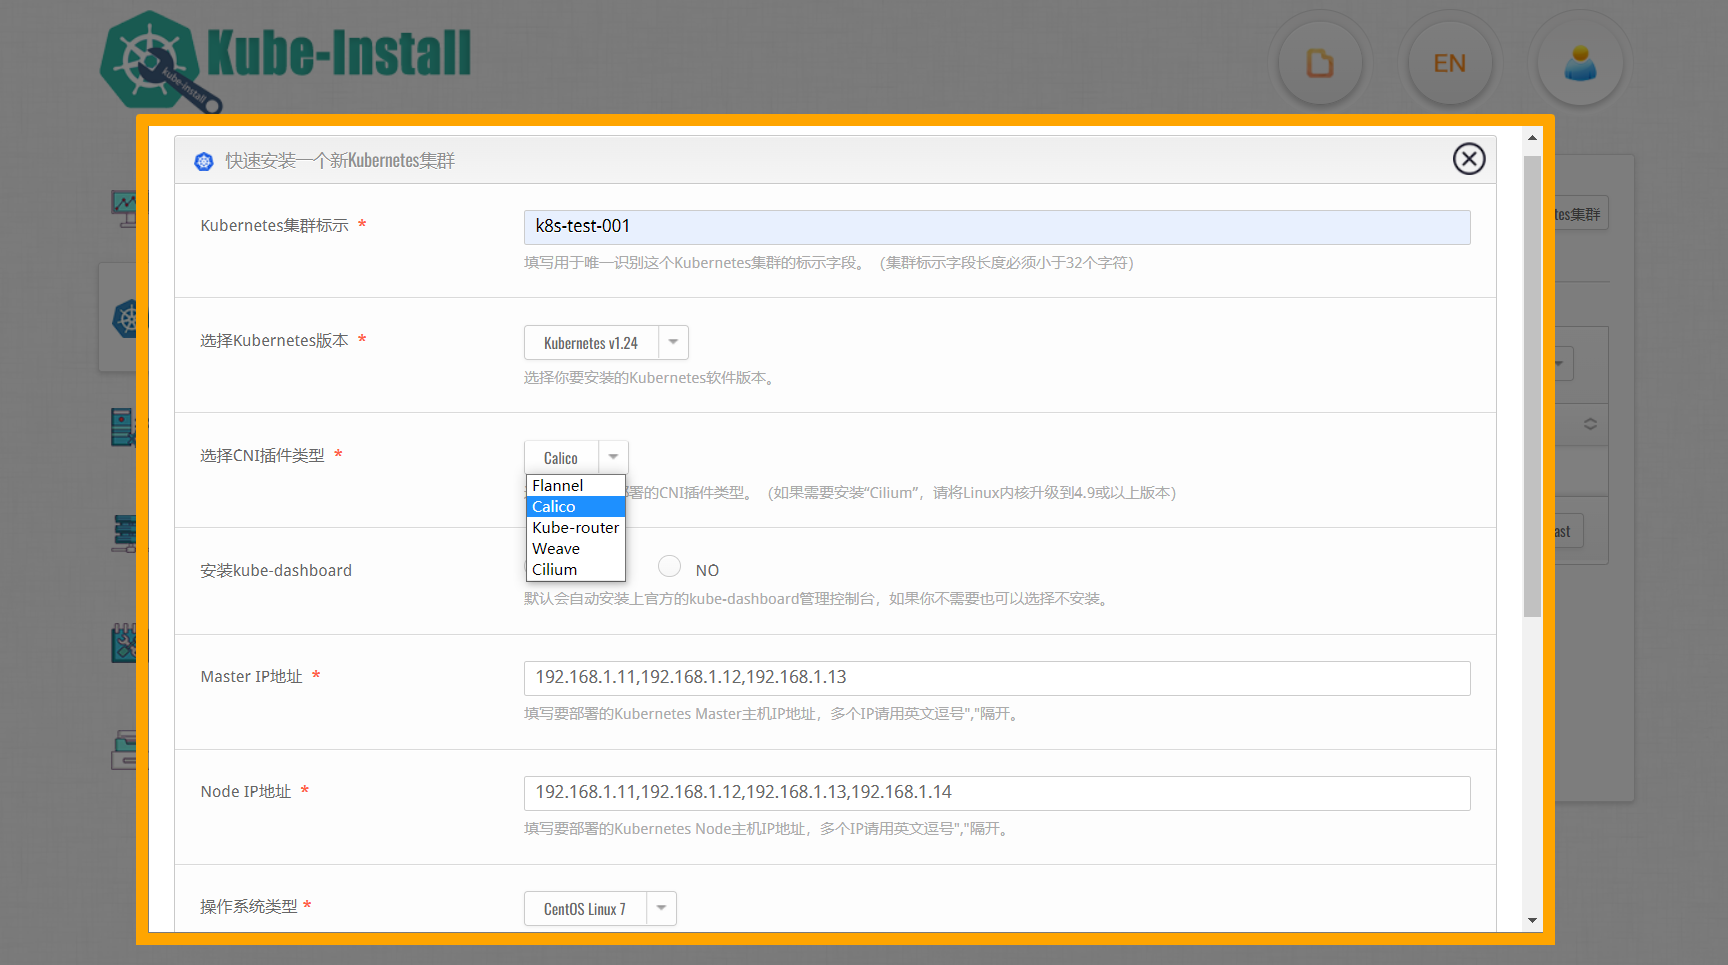 Kube-Install
kube-install
EN
快速安装一个新Kubernetes集群
tes集群
Kubernetes集群标示 *
k8s-test-001
填写用于唯一识别这个Kubernetes集群的标示字段。（集群标示字段长度必须小于32个字符）
选择Kubernetes版本 *
Kubernetes v1.24
选择你要安装的Kubernetes软件版本。
选择CNI插件类型 *
Calico
署的CNI插件类型。（如果需要安装“Cilium”，请将Linux内核升级到4.9或以上版本）
Flannel
Calico
Kube-router
Weave
Cilium
ast
安装kube-dashboard
NO
默认会自动安装上官方的kube-dashboard管理控制台，如果你不需要也可以选择不安装。
Master IP地址 *
192.168.1.11,192.168.1.12,192.168.1.13
填写要部署的Kubernetes Master主机IP地址，多个IP请用英文逗号","隔开。
Node IP地址 *
192.168.1.11,192.168.1.12,192.168.1.13,192.168.1.14
填写要部署的Kubernetes Node主机IP地址，多个IP请用英文逗号","隔开。
操作系统类型 *
CentOS Linux 7